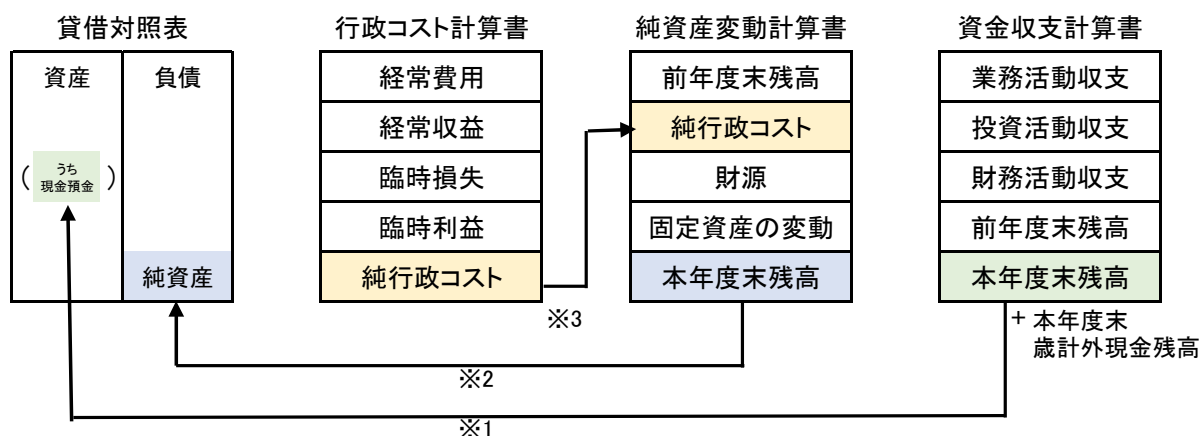 貸借対照表
資産
負債
(うち
現金預金)
純資産
行政コスト計算書
経常費用
経常収益
臨時損失
臨時利益
純行政コスト
純資産変動計算書
前年度末残高
純行政コスト
財源
固定資産の変動
本年度末残高
資金収支計算書
業務活動収支
投資活動収支
財務活動収支
前年度末残高
本年度末残高
+ 本年度末
歳計外現金残高
※3
※2
※1